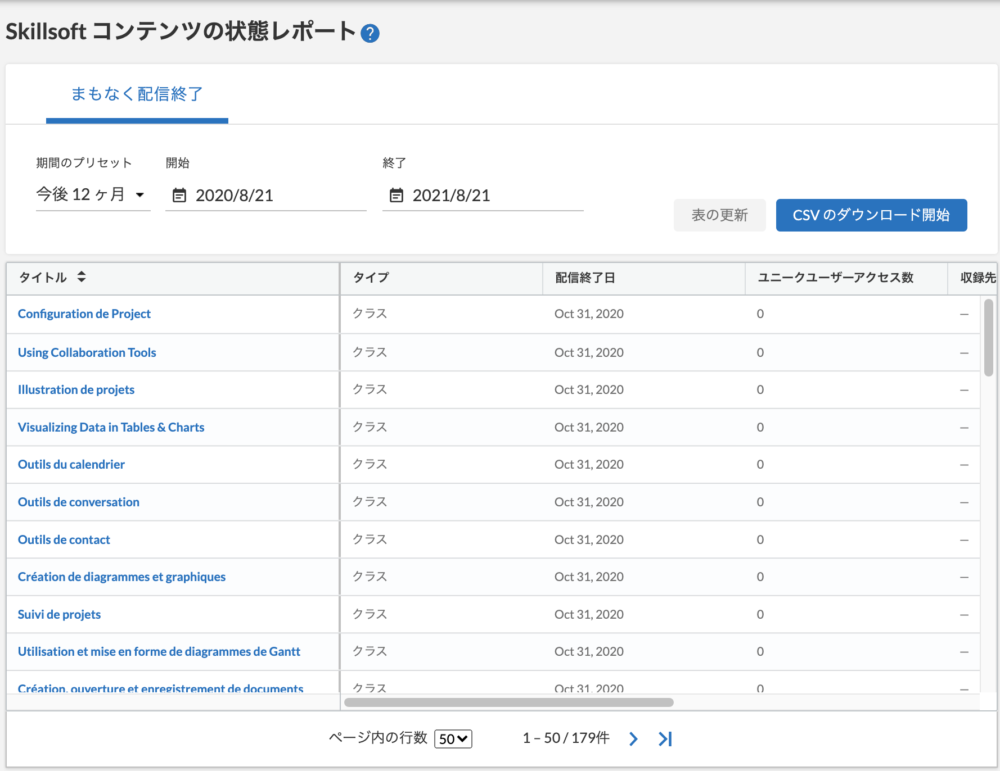 Skillsoft コンテンツの状態レポート ?
まもなく配信終了
期間のプリセット 開始 終了
今後 12 ヶ月 2020/8/21 2021/8/21
表の更新 CSV のダウンロード開始
タイトル タイプ 配信終了日 ユニークユーザーアクセス数 収録先
Configuration de Project クラス Oct 31, 2020 0 —
Using Collaboration Tools クラス Oct 31, 2020 0 —
Illustration de projets クラス Oct 31, 2020 0 —
Visualizing Data in Tables & Charts クラス Oct 31, 2020 0 —
Outils du calendrier クラス Oct 31, 2020 0 —
Outils de conversation クラス Oct 31, 2020 0 —
Outils de contact クラス Oct 31, 2020 0 —
Création de diagrammes et graphiques クラス Oct 31, 2020 0 —
Suivi de projets クラス Oct 31, 2020 0 —
Utilisation et mise en forme de diagrammes de Gantt クラス Oct 31, 2020 0 —
Création, ouverture et enregistrement de documents クラス Oct 31, 2020 0 —
ページ内の行数 50 1 – 50 / 179件